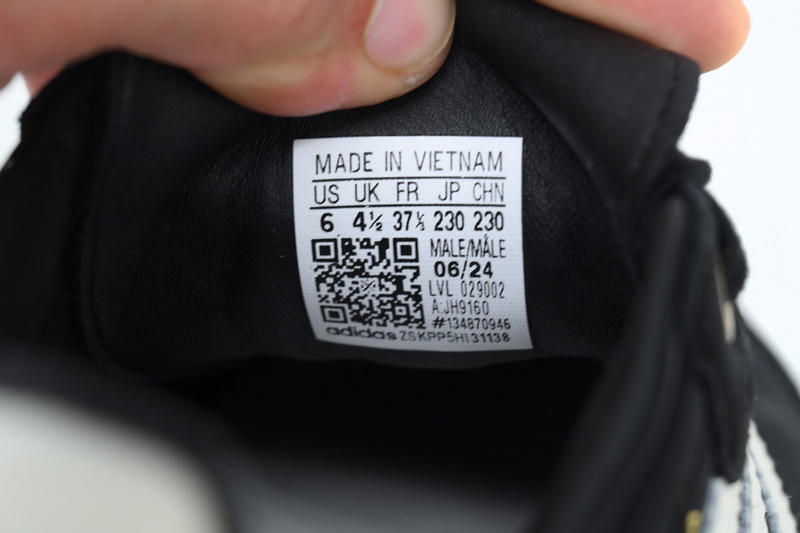 MADE IN VIETNAM
US UK FR JP CHN
6 4½ 37⅓ 230 230
MALE/MÂLE
06/24
LVL 029002
A:JH9160
#134870946
adidas ZSKPP5HI31138